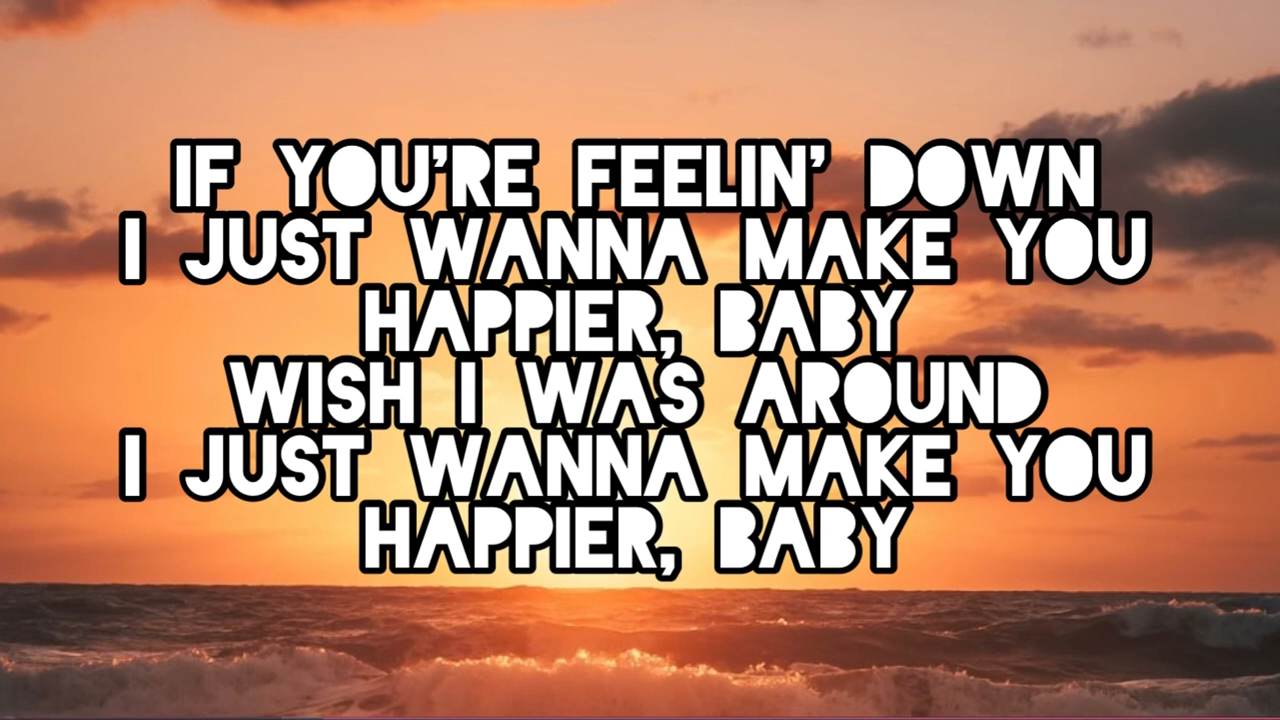 IF YOU’RE FEELIN’ DOWN
I JUST WANNA MAKE YOU
HAPPIER, BABY
WISH I WAS AROUND
I JUST WANNA MAKE YOU
HAPPIER, BABY